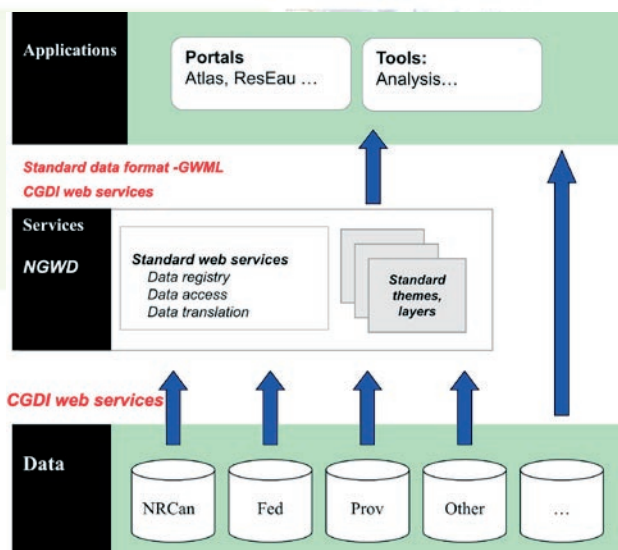 Applications
Portals
Atlas, ResEau ...
Tools:
Analysis...
Standard data format -GWML
CGDI web services
Services
NGWD
Standard web services
Data registry
Data access
Data translation
Standard
themes,
layers
CGDI web services
Data
NRCan
Fed
Prov
Other
...